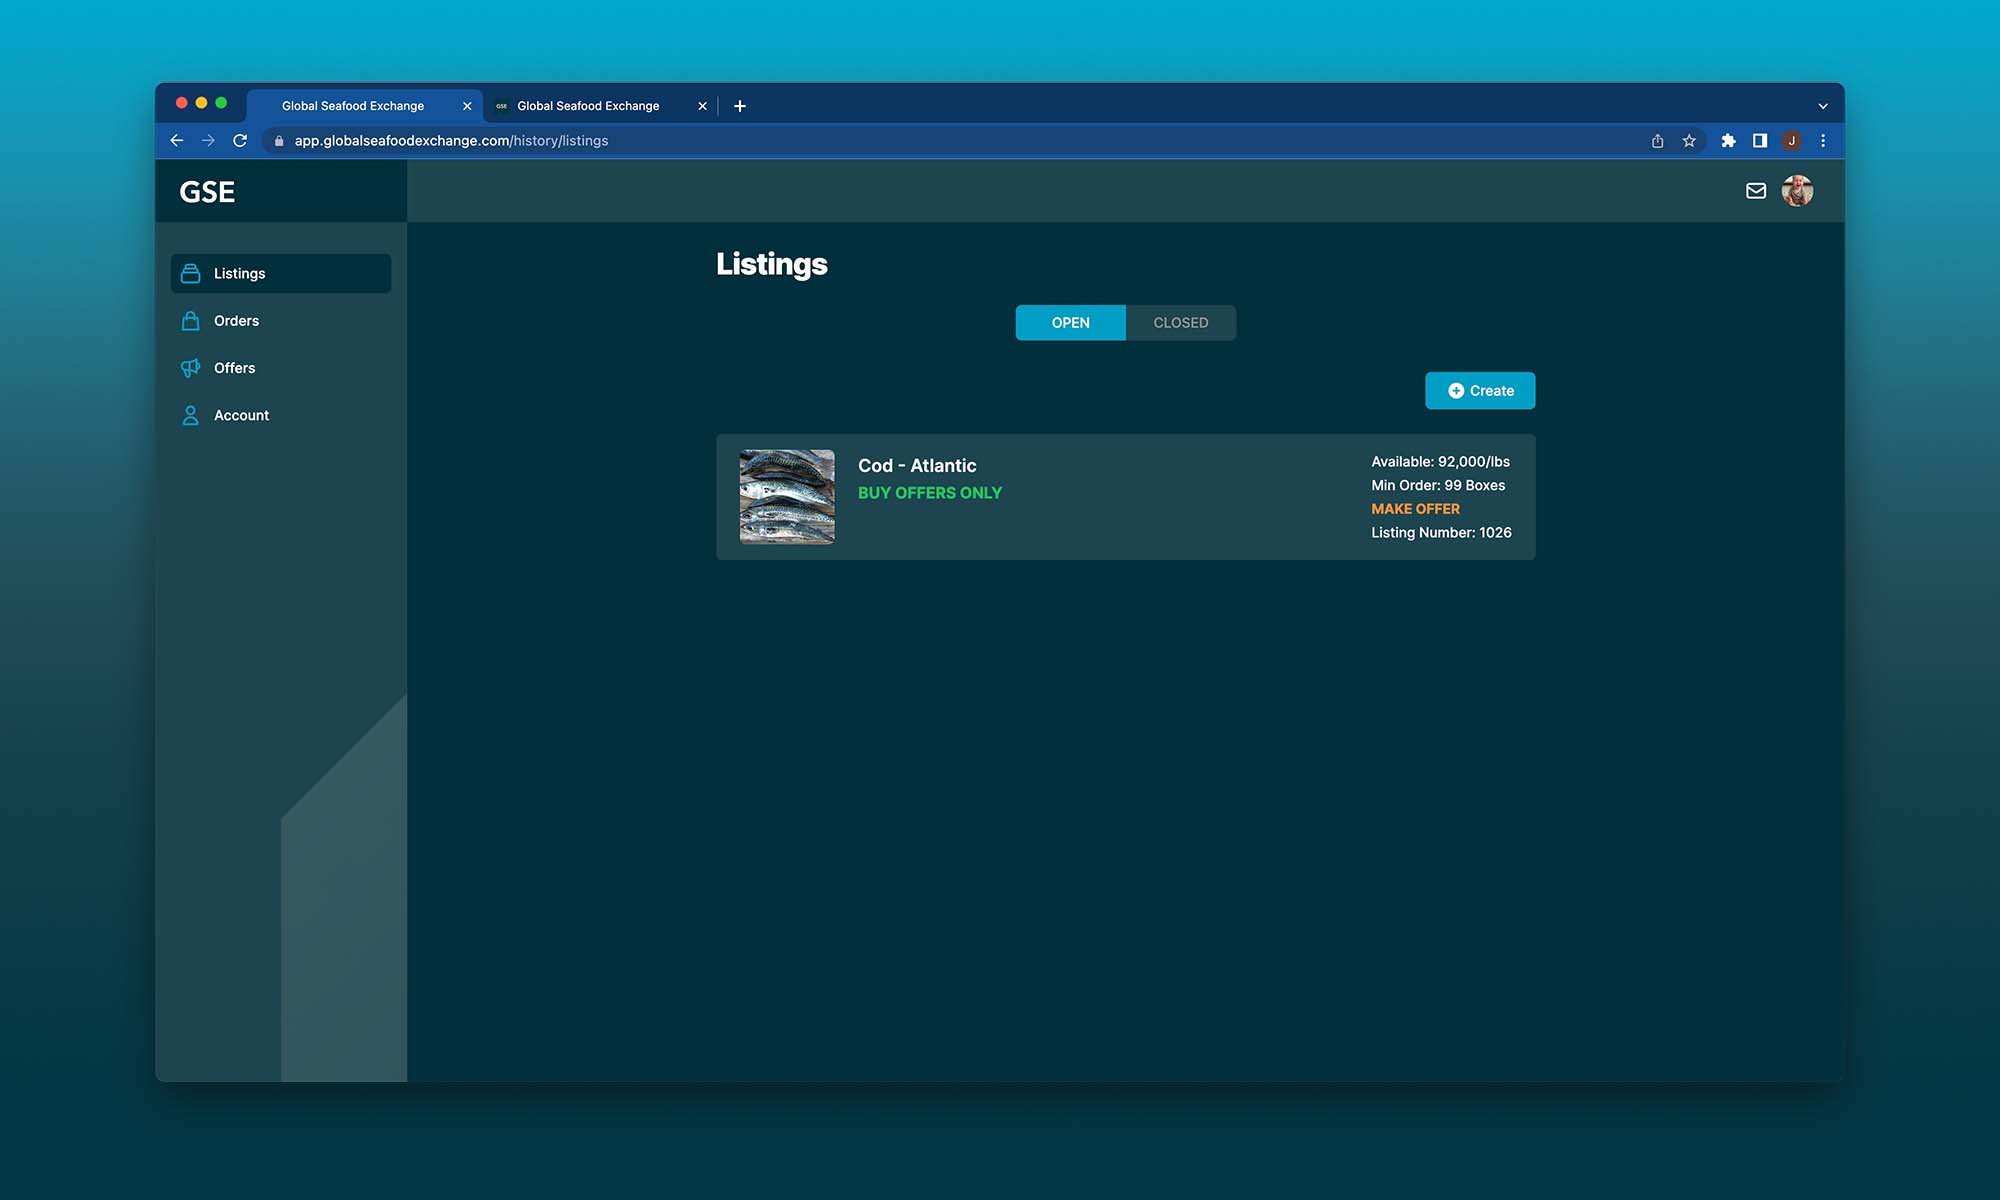 Global Seafood Exchange
GSE Global Seafood Exchange
app.globalseafoodexchange.com/history/listings
J
GSE
Listings
Orders
Offers
Account
Listings
OPEN CLOSED
Create
Cod - Atlantic
BUY OFFERS ONLY
Available: 92,000/lbs
Min Order: 99 Boxes
MAKE OFFER
Listing Number: 1026